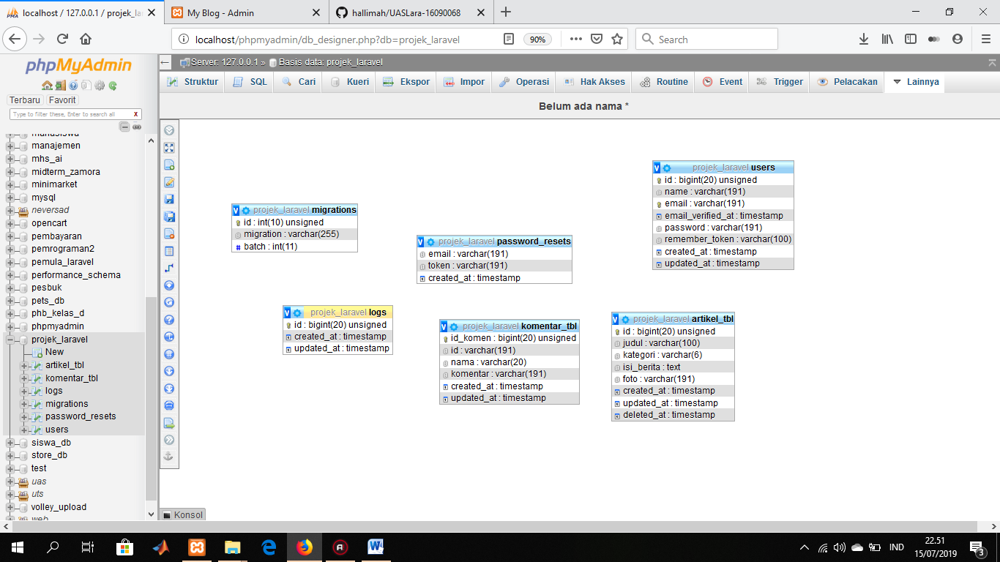 localhost / 127.0.0.1 / projek_la
My Blog - Admin
hallimah/UASLara-16090068
localhost/phpmyadmin/db_designer.php?db=projek_laravel
90%
Search
phpMyAdmin
Terbaru
Favorit
Type to filter these, Enter to search all
X
mahasiswa
manajemen
mhs_ai
midterm_zamora
minimarket
mysql
neversad
opencart
pembayaran
pemrograman2
pemula_laravel
performance_schema
pesbuk
pets_db
phb_kelas_d
phpmyadmin
projek_laravel
New
artikel_tbl
komentar_tbl
logs
migrations
password_resets
users
siswa_db
store_db
test
uas
uts
volley_upload
web
Server: 127.0.0.1 » Basis data: projek_laravel
Struktur
SQL
Cari
Kueri
Ekspor
Impor
Operasi
Hak Akses
Routine
Event
Trigger
Pelacakan
Lainnya
Belum ada nama *
projek_laravel migrations
id : int(10) unsigned
migration : varchar(255)
batch : int(11)
projek_laravel password_resets
email : varchar(191)
token : varchar(191)
created_at : timestamp
projek_laravel users
id : bigint(20) unsigned
name : varchar(191)
email : varchar(191)
email_verified_at : timestamp
password : varchar(191)
remember_token : varchar(100)
created_at : timestamp
updated_at : timestamp
projek_laravel logs
id : bigint(20) unsigned
created_at : timestamp
updated_at : timestamp
projek_laravel komentar_tbl
id_komen : bigint(20) unsigned
id : varchar(191)
nama : varchar(20)
komentar : varchar(191)
created_at : timestamp
updated_at : timestamp
projek_laravel artikel_tbl
id : bigint(20) unsigned
judul : varchar(100)
kategori : varchar(6)
isi_berita : text
foto : varchar(191)
created_at : timestamp
updated_at : timestamp
deleted_at : timestamp
Konsol
IND
22.51
15/07/2019
3